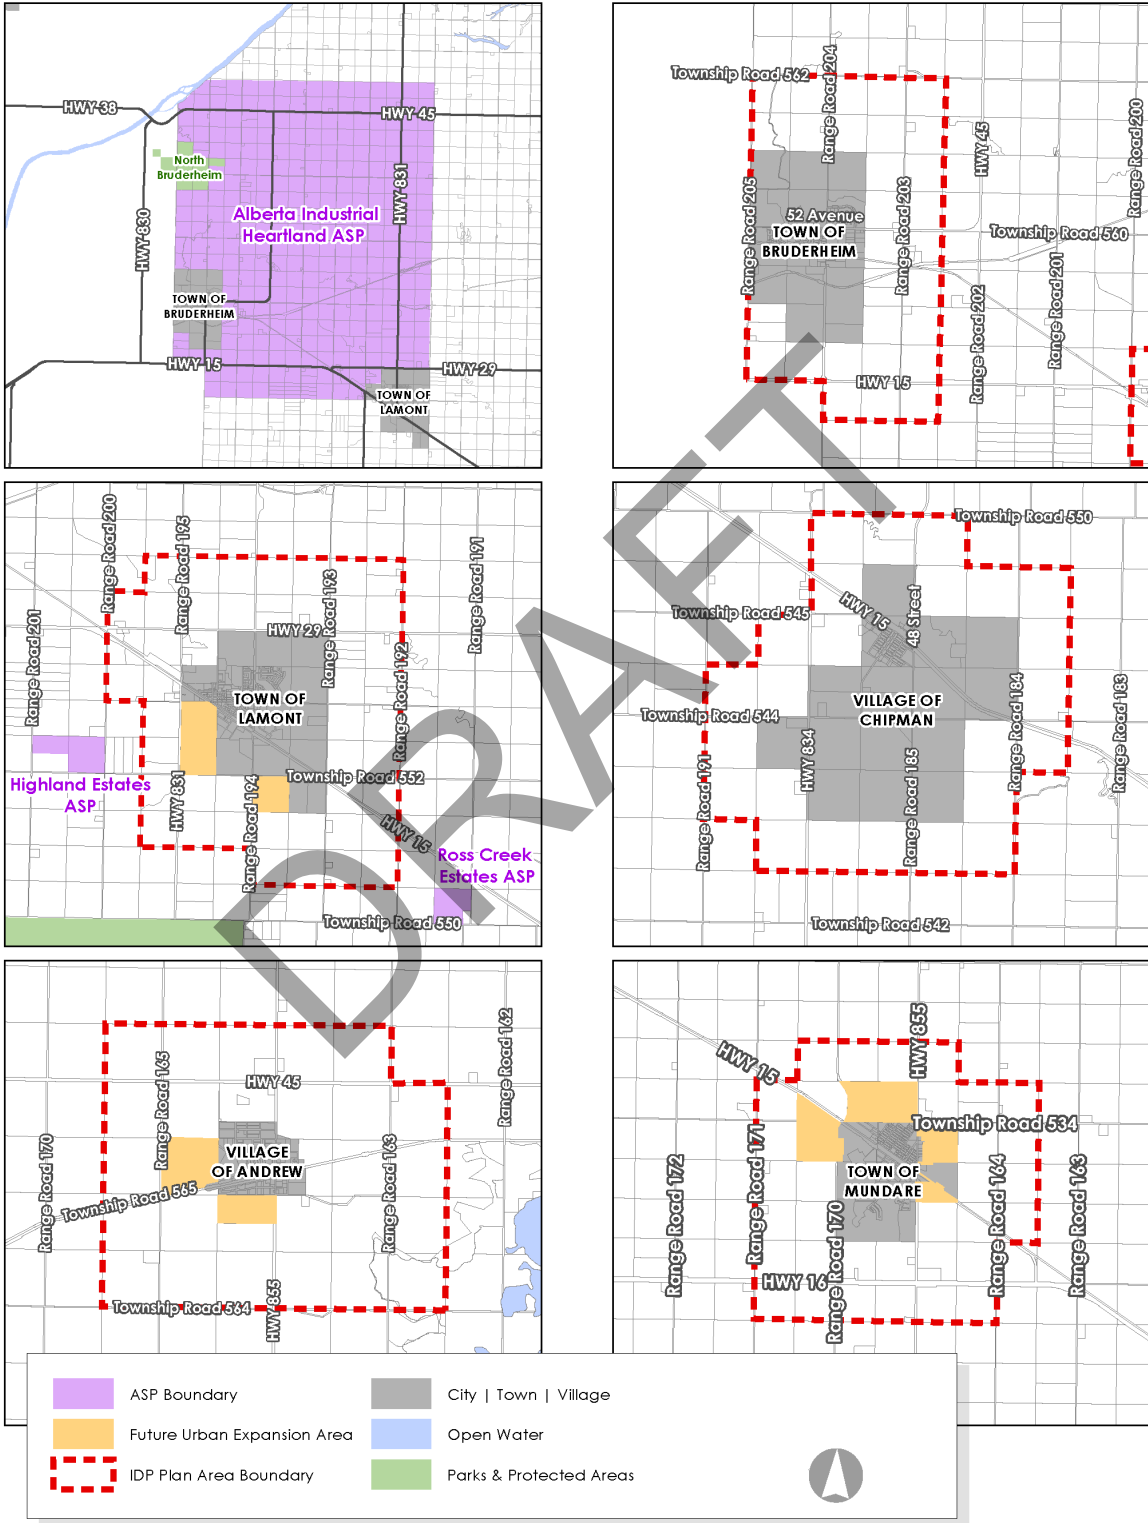 HWY 38
HWY 45
North
Bruderheim
HWY 831
Alberta Industrial
Heartland ASP
HWY 830
TOWN OF
BRUDERHEIM
HWY 15
HWY 29
TOWN OF
LAMONT
Township Road 562
Range Road 204
HWY 45
Range Road 200
Range Road 205
Range Road 203
52 Avenue
TOWN OF
BRUDERHEIM
Township Road 560
Range Road 202
Range Road 201
HWY 15
Range Road 200
Range Road 195
Range Road 193
Range Road 191
Range Road 201
HWY 29
Range Road 192
TOWN OF
LAMONT
Highland Estates
ASP
HWY 831
Range Road 194
Township Road 552
HWY 15
Ross Creek
Estates ASP
Township Road 550
Township Road 550
Township Road 545
HWY 15
48 Street
Township Road 544
VILLAGE OF
CHIPMAN
Range Road 184
Range Road 183
HWY 834
Range Road 185
Range Road 191
Township Road 542
Range Road 162
Range Road 165
HWY 45
Range Road 170
VILLAGE
OF ANDREW
Range Road 163
Township Road 565
Township Road 564
HWY 855
HWY 15
HWY 855
Township Road 534
Range Road 171
Range Road 172
TOWN OF
MUNDARE
Range Road 164
Range Road 163
Range Road 170
HWY 16
DRAFT
ASP Boundary
City | Town | Village
Future Urban Expansion Area
Open Water
IDP Plan Area Boundary
Parks & Protected Areas